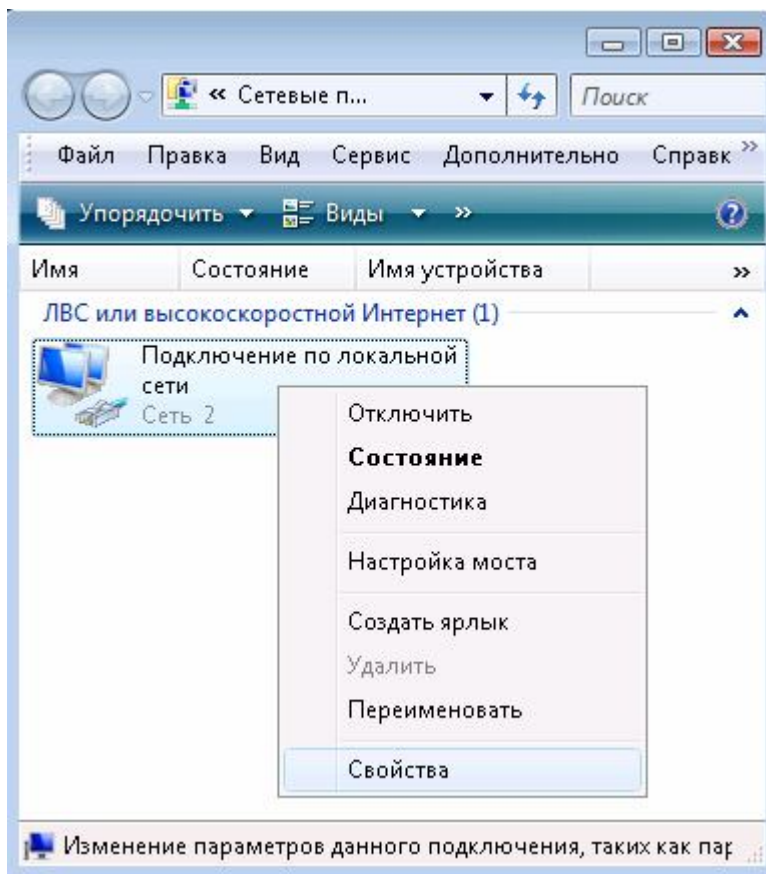 « Сетевые п...
Поиск
Файл Правка Вид Сервис Дополнительно Справк »
Упорядочить Виды »
Имя Состояние Имя устройства »
ЛВС или высокоскоростной Интернет (1)
Подключение по локальной
сети
Сеть 2
Отключить
Состояние
Диагностика
Настройка моста
Создать ярлык
Удалить
Переименовать
Свойства
Изменение параметров данного подключения, таких как пар